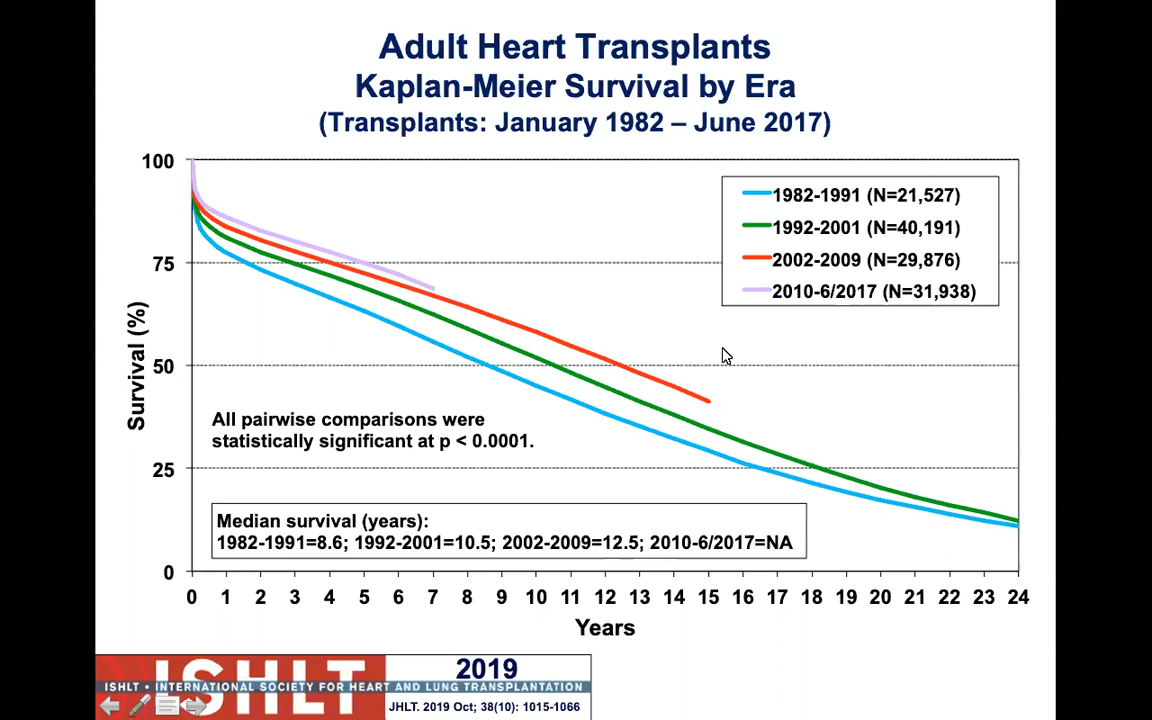 Adult Heart Transplants
Kaplan-Meier Survival by Era
(Transplants: January 1982 – June 2017)
100
75
50
25
0
Survival (%)
1982-1991 (N=21,527)
1992-2001 (N=40,191)
2002-2009 (N=29,876)
2010-6/2017 (N=31,938)
All pairwise comparisons were
statistically significant at p < 0.0001.
Median survival (years):
1982-1991=8.6; 1992-2001=10.5; 2002-2009=12.5; 2010-6/2017=NA
0 1 2 3 4 5 6 7 8 9 10 11 12 13 14 15 16 17 18 19 20 21 22 23 24
Years
ISHLT
2019
ISHLT • INTERNATIONAL SOCIETY FOR HEART AND LUNG TRANSPLANTATION
JHLT. 2019 Oct; 38(10): 1015-1066